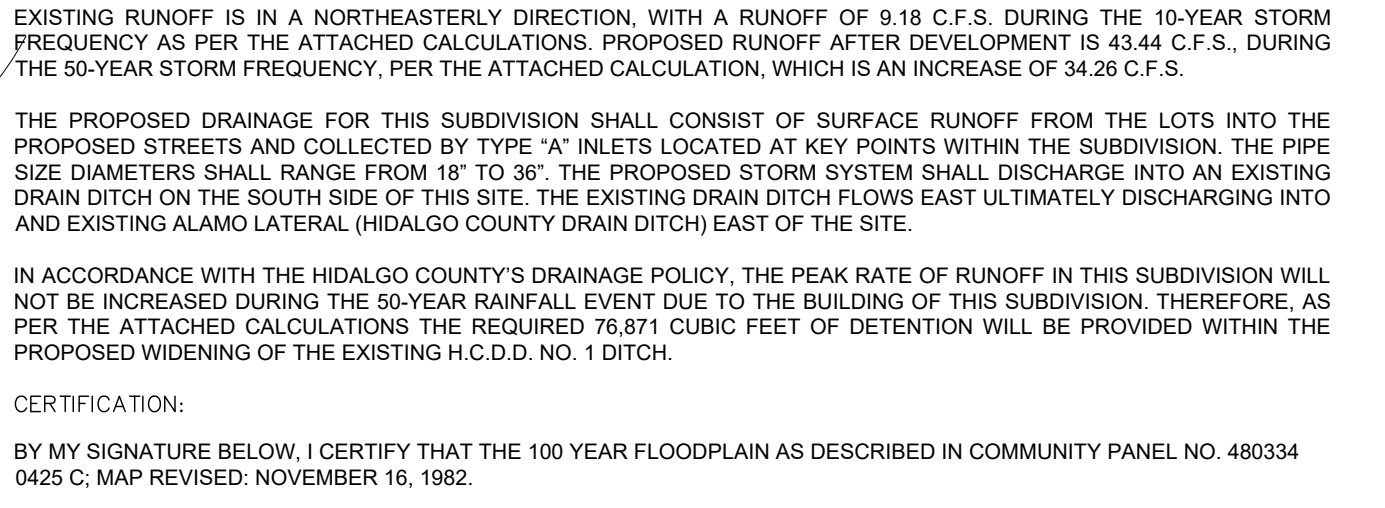 EXISTING RUNOFF IS IN A NORTHEASTERLY DIRECTION, WITH A RUNOFF OF 9.18 C.F.S. DURING THE 10-YEAR STORM
FREQUENCY AS PER THE ATTACHED CALCULATIONS. PROPOSED RUNOFF AFTER DEVELOPMENT IS 43.44 C.F.S., DURING
THE 50-YEAR STORM FREQUENCY, PER THE ATTACHED CALCULATION, WHICH IS AN INCREASE OF 34.26 C.F.S.
THE PROPOSED DRAINAGE FOR THIS SUBDIVISION SHALL CONSIST OF SURFACE RUNOFF FROM THE LOTS INTO THE
PROPOSED STREETS AND COLLECTED BY TYPE “A” INLETS LOCATED AT KEY POINTS WITHIN THE SUBDIVISION. THE PIPE
SIZE DIAMETERS SHALL RANGE FROM 18” TO 36”. THE PROPOSED STORM SYSTEM SHALL DISCHARGE INTO AN EXISTING
DRAIN DITCH ON THE SOUTH SIDE OF THIS SITE. THE EXISTING DRAIN DITCH FLOWS EAST ULTIMATELY DISCHARGING INTO
AND EXISTING ALAMO LATERAL (HIDALGO COUNTY DRAIN DITCH) EAST OF THE SITE.
IN ACCORDANCE WITH THE HIDALGO COUNTY’S DRAINAGE POLICY, THE PEAK RATE OF RUNOFF IN THIS SUBDIVISION WILL
NOT BE INCREASED DURING THE 50-YEAR RAINFALL EVENT DUE TO THE BUILDING OF THIS SUBDIVISION. THEREFORE, AS
PER THE ATTACHED CALCULATIONS THE REQUIRED 76,871 CUBIC FEET OF DETENTION WILL BE PROVIDED WITHIN THE
PROPOSED WIDENING OF THE EXISTING H.C.D.D. NO. 1 DITCH.
CERTIFICATION:
BY MY SIGNATURE BELOW, I CERTIFY THAT THE 100 YEAR FLOODPLAIN AS DESCRIBED IN COMMUNITY PANEL NO. 480334
0425 C; MAP REVISED: NOVEMBER 16, 1982.